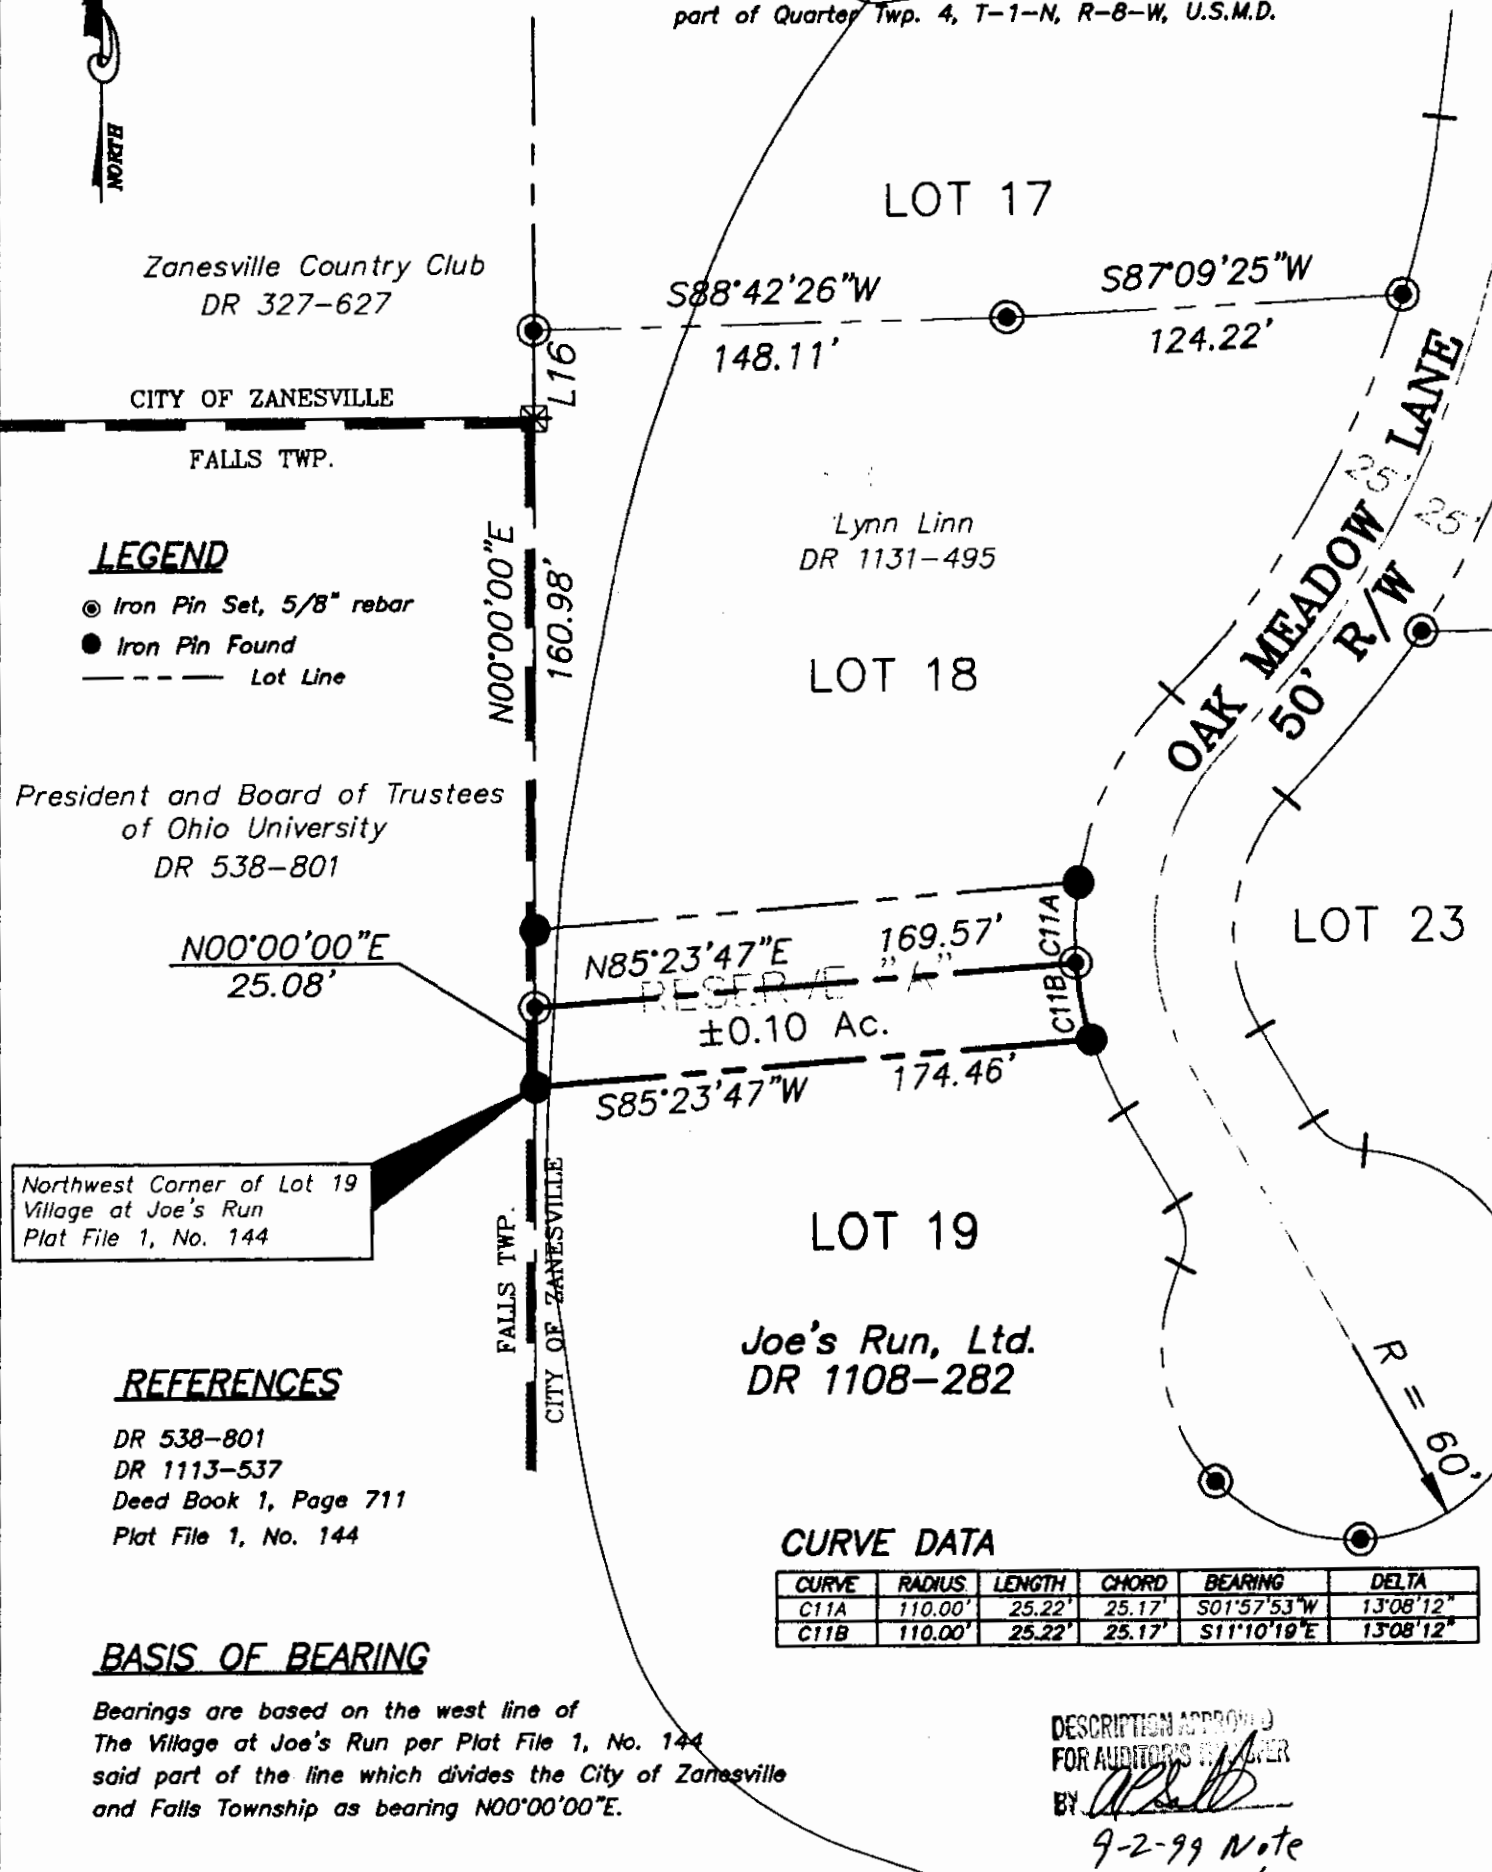 part of Quarter Twp. 4, T-1-N, R-8-W, U.S.M.D.
NORTH
LOT 17
Zanesville Country Club
DR 327-627
S88°42'26"W
148.11'
S87°09'25"W
124.22'
L16
CITY OF ZANESVILLE
FALLS TWP.
OAK MEADOW LANE
50' R/W
25'
25'
LEGEND
Iron Pin Set, 5/8" rebar
Iron Pin Found
Lot Line
N00°00'00"E
160.98'
Lynn Linn
DR 1131-495
LOT 18
President and Board of Trustees
of Ohio University
DR 538-801
N00°00'00"E
25.08'
N85°23'47"E
169.57'
RESERVE "A"
±0.10 Ac.
S85°23'47"W
174.46'
C11A
C11B
LOT 23
Northwest Corner of Lot 19
Village at Joe's Run
Plat File 1, No. 144
FALLS TWP.
CITY OF ZANESVILLE
LOT 19
Joe's Run, Ltd.
DR 1108-282
R = 60'
REFERENCES
DR 538-801
DR 1113-537
Deed Book 1, Page 711
Plat File 1, No. 144
CURVE DATA
CURVE RADIUS LENGTH CHORD BEARING DELTA
C11A 110.00' 25.22' 25.17' S01°57'53"W 13°08'12"
C11B 110.00' 25.22' 25.17' S11°10'19"E 13°08'12"
BASIS OF BEARING
Bearings are based on the west line of
The Village at Joe's Run per Plat File 1, No. 144
said part of the line which divides the City of Zanesville
and Falls Township as bearing N00°00'00"E.
DESCRIPTION APPROVED
FOR AUDITOR'S TRANSFER
BY
9-2-99 Note